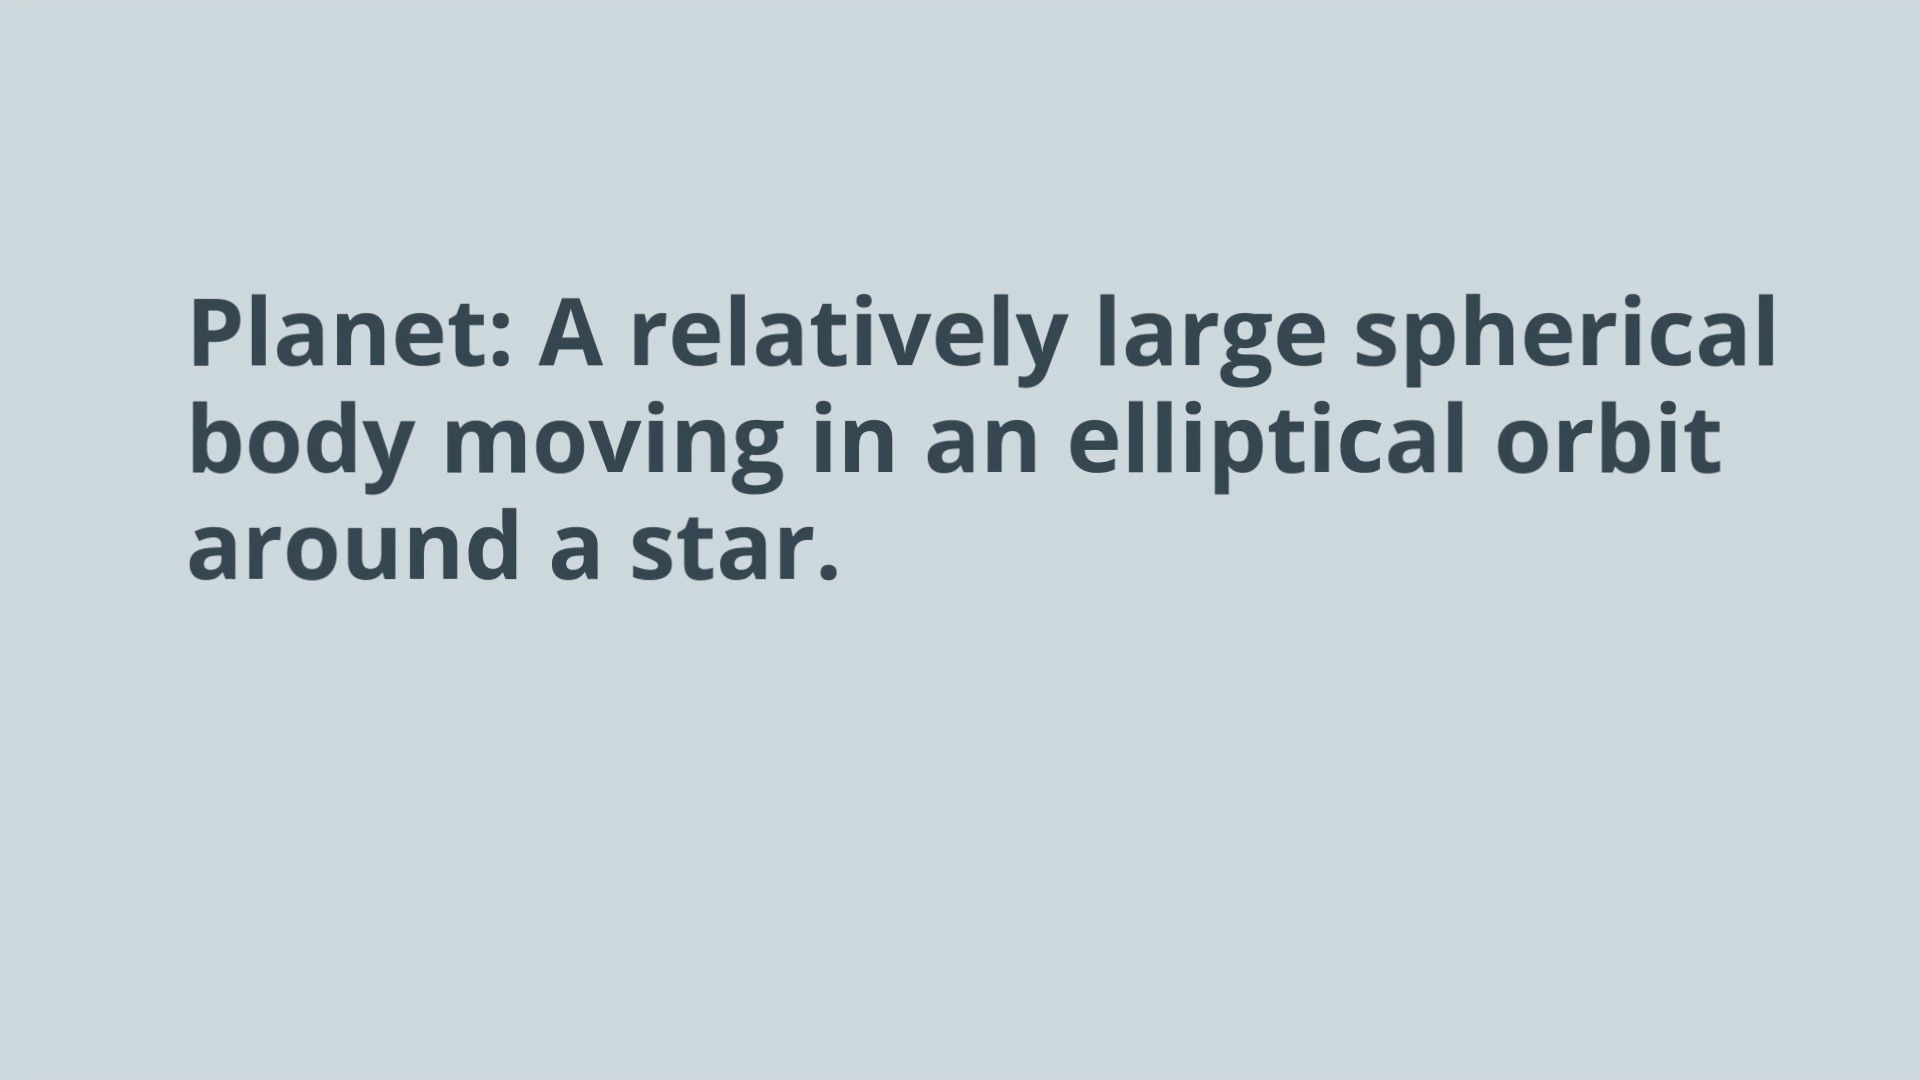 Planet: A relatively large spherical
body moving in an elliptical orbit
around a star.